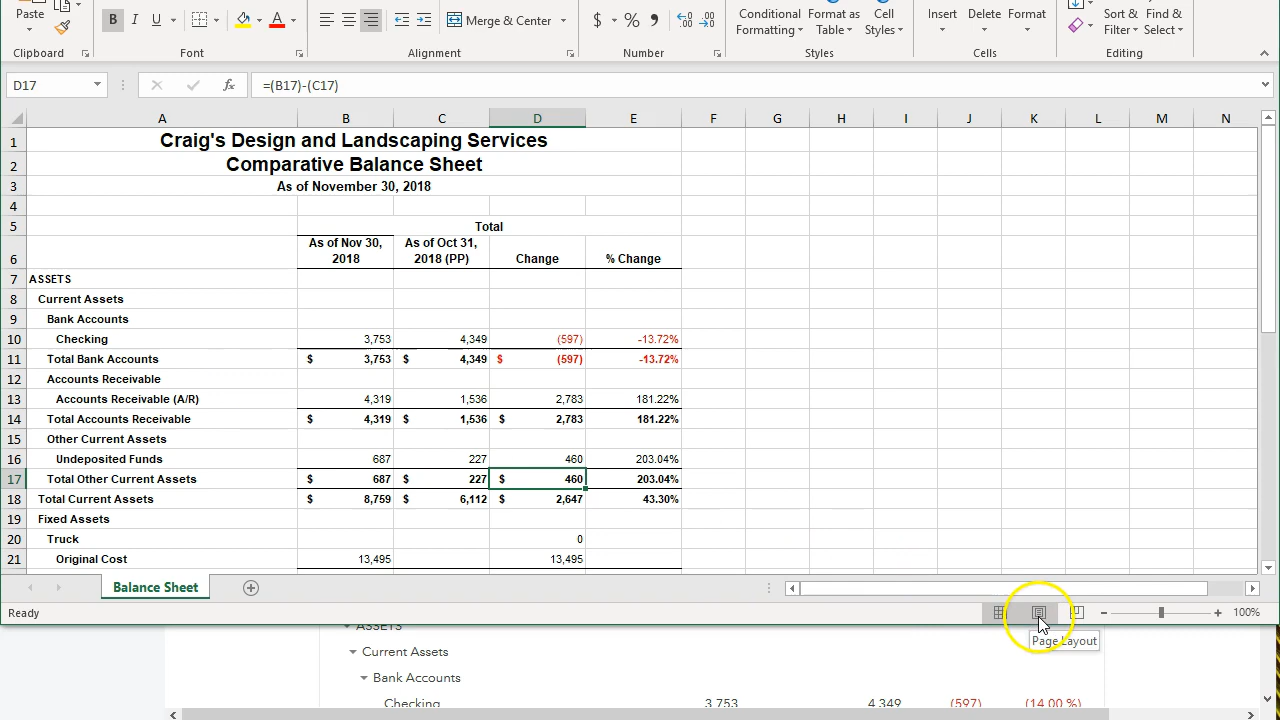 Paste
B I U
Merge & Center
$ % ,
Conditional Formatting
Format as Table
Cell Styles
Insert Delete Format
Sort & Filter
Find & Select
Clipboard Font Alignment Number Styles Cells Editing
D17 fx =(B17)-(C17)
A B C D E F G H I J K L M N
1 Craig's Design and Landscaping Services
2 Comparative Balance Sheet
3 As of November 30, 2018
4
5 Total
6 As of Nov 30, 2018 As of Oct 31, 2018 (PP) Change % Change
7 ASSETS
8 Current Assets
9 Bank Accounts
10 Checking 3,753 4,349 (597) -13.72%
11 Total Bank Accounts $ 3,753 $ 4,349 $ (597) -13.72%
12 Accounts Receivable
13 Accounts Receivable (A/R) 4,319 1,536 2,783 181.22%
14 Total Accounts Receivable $ 4,319 $ 1,536 $ 2,783 181.22%
15 Other Current Assets
16 Undeposited Funds 687 227 460 203.04%
17 Total Other Current Assets $ 687 $ 227 $ 460 203.04%
18 Total Current Assets $ 8,759 $ 6,112 $ 2,647 43.30%
19 Fixed Assets
20 Truck 0
21 Original Cost 13,495 13,495
Balance Sheet
Ready 100%
Page Layout
ASSETS
Current Assets
Bank Accounts
Checking 3,753 4,349 (597) (14.00 %)